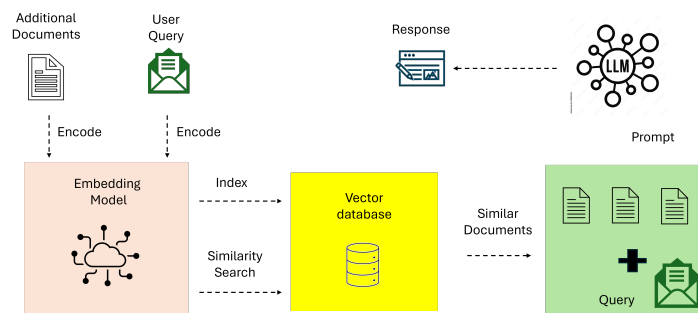 Additional
Documents
User
Query
Response
LLM
Encode
Encode
Prompt
Embedding
Model
Index
Vector
database
Similarity
Search
Similar
Documents
Query